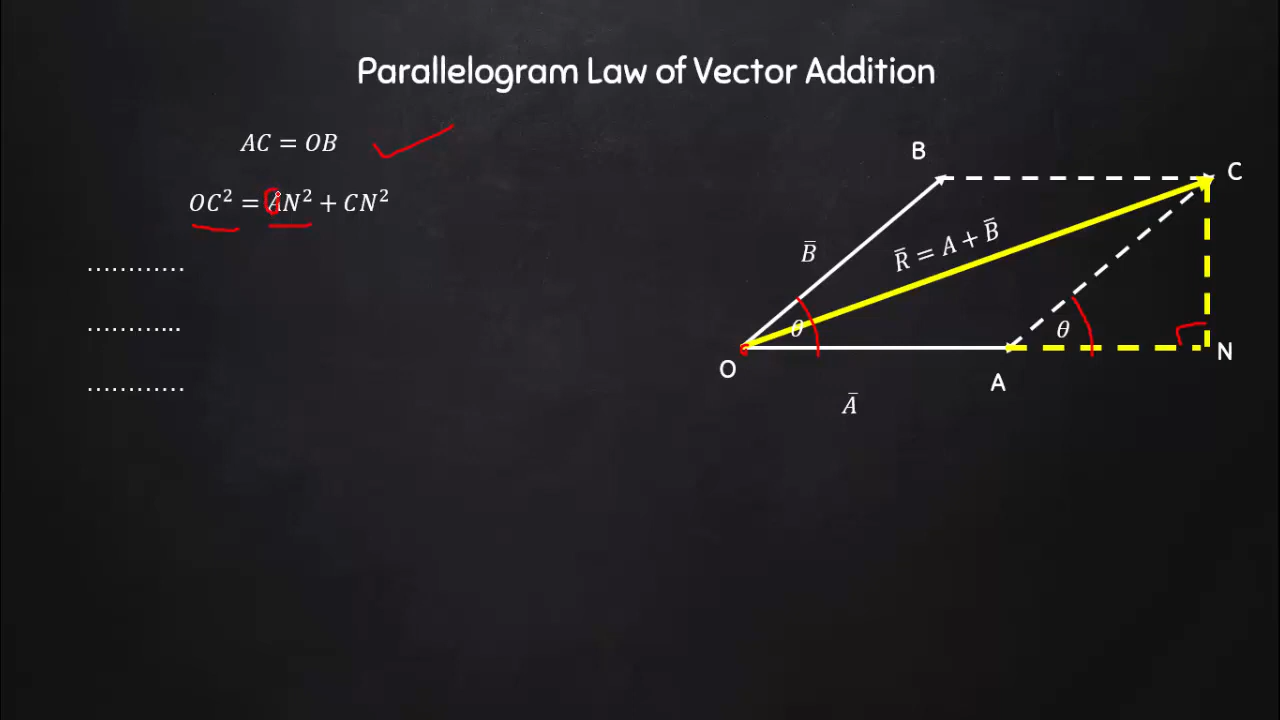 Parallelogram Law of Vector Addition
AC = OB
OC² = AN² + CN²
…………
………..
…………
B
C
B̅
R̅ = A + B̅
θ
θ
O
A
N
A̅